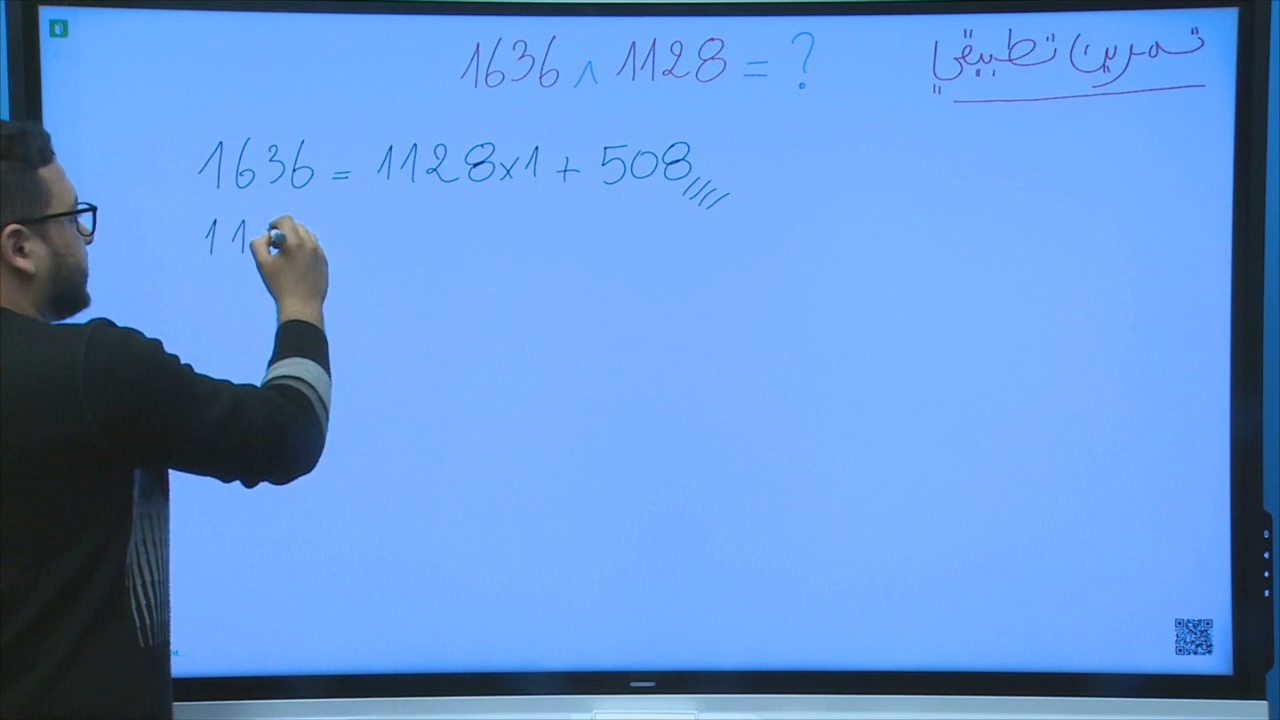 تمرين تطبيقي
1636 ∧ 1128 = ?
1636 = 1128×1 + 508
11